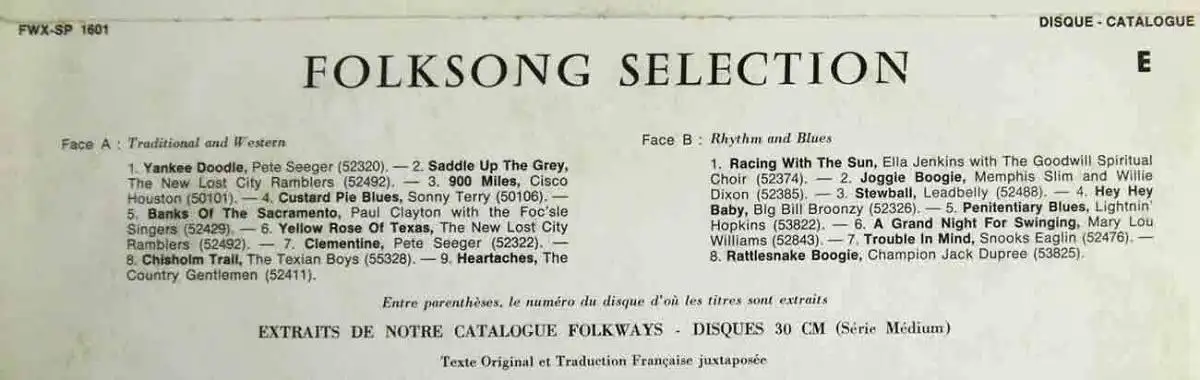 FWX-SP 1601
DISQUE - CATALOGUE
FOLKSONG SELECTION
E
Face A : Traditional and Western
1. Yankee Doodle, Pete Seeger (52320). — 2. Saddle Up The Grey,
The New Lost City Ramblers (52492). — 3. 900 Miles, Cisco
Houston (50101). — 4. Custard Pie Blues, Sonny Terry (50106). —
5. Banks Of The Sacramento, Paul Clayton with the Foc'sle
Singers (52429). — 6. Yellow Rose Of Texas, The New Lost City
Ramblers (52492). — 7. Clementine, Pete Seeger (52322). —
8. Chisholm Trail, The Texian Boys (55328). — 9. Heartaches, The
Country Gentlemen (52411).
Face B : Rhythm and Blues
1. Racing With The Sun, Ella Jenkins with The Goodwill Spiritual
Choir (52374). — 2. Joggie Boogie, Memphis Slim and Willie
Dixon (52385). — 3. Stewball, Leadbelly (52488). — 4. Hey Hey
Baby, Big Bill Broonzy (52326). — 5. Penitentiary Blues, Lightnin'
Hopkins (53822). — 6. A Grand Night For Swinging, Mary Lou
Williams (52843). — 7. Trouble In Mind, Snooks Eaglin (52476). —
8. Rattlesnake Boogie, Champion Jack Dupree (53825).
Entre parenthèses, le numéro du disque d'où les titres sont extraits
EXTRAITS DE NOTRE CATALOGUE FOLKWAYS - DISQUES 30 CM (Série Médium)
Texte Original et Traduction Française juxtaposée